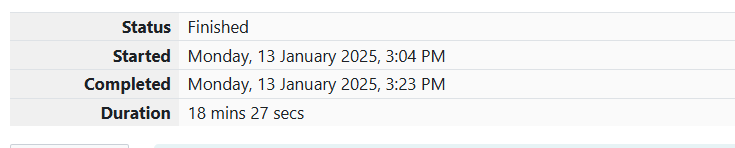 Status Finished
Started Monday, 13 January 2025, 3:04 PM
Completed Monday, 13 January 2025, 3:23 PM
Duration 18 mins 27 secs